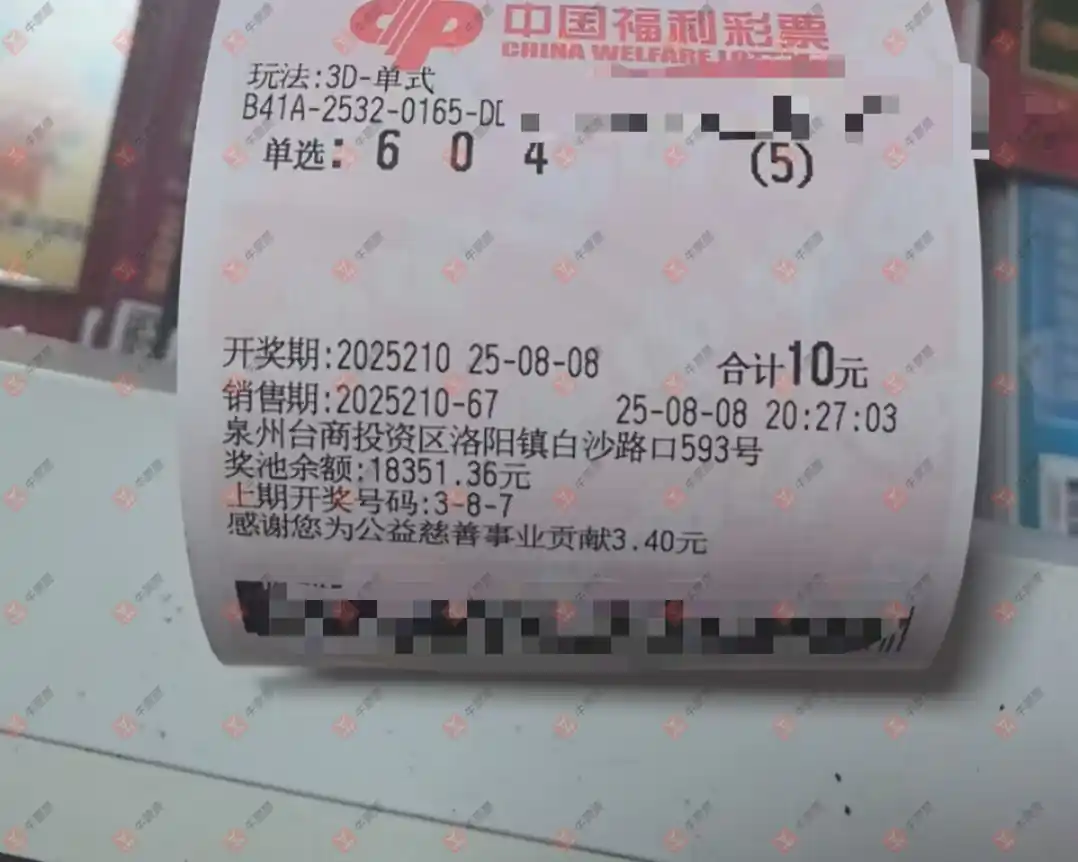 中国福利彩票
CHINA WELFARE
玩法:3D-单式
B41A-2532-0165-DD
单选: 6 0 4 (5)
开奖期:2025210 25-08-08 合计10元
销售期:2025210-67 25-08-08 20:27:03
泉州台商投资区洛阳镇白沙路口593号
奖池余额:18351.36元
上期开奖号码:3-8-7
感谢您为公益慈善事业贡献3.40元